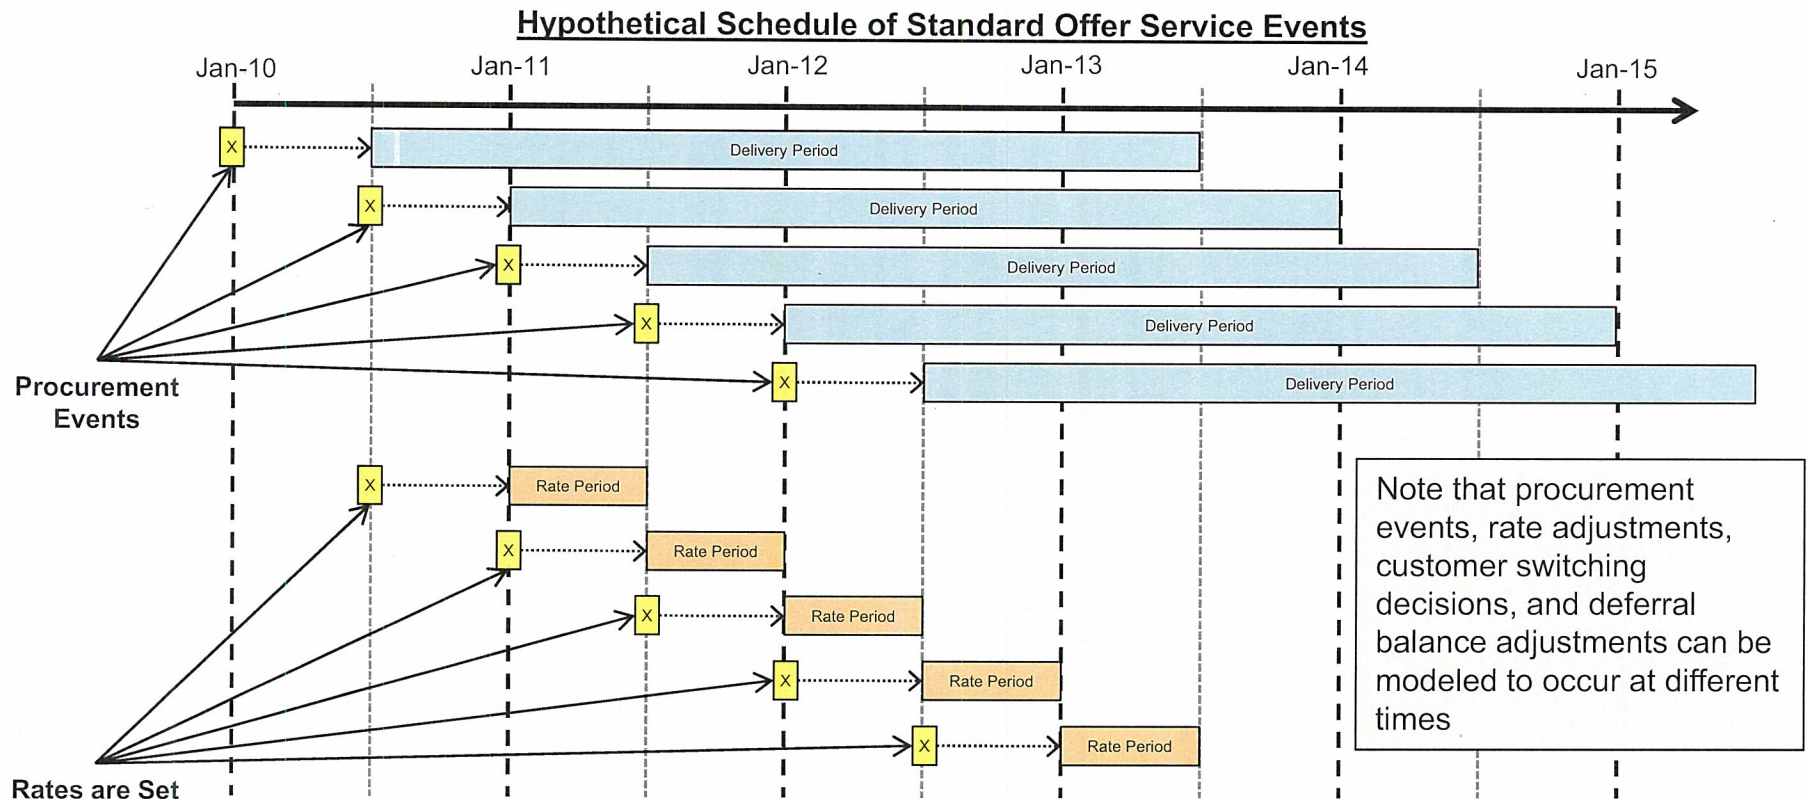 Hypothetical Schedule of Standard Offer Service Events
Jan-10 Jan-11 Jan-12 Jan-13 Jan-14 Jan-15
X Delivery Period
X Delivery Period
X Delivery Period
X Delivery Period
X Delivery Period
Procurement
Events
X Rate Period
X Rate Period
X Rate Period
X Rate Period
X Rate Period
Rates are Set
Note that procurement
events, rate adjustments,
customer switching
decisions, and deferral
balance adjustments can be
modeled to occur at different
times